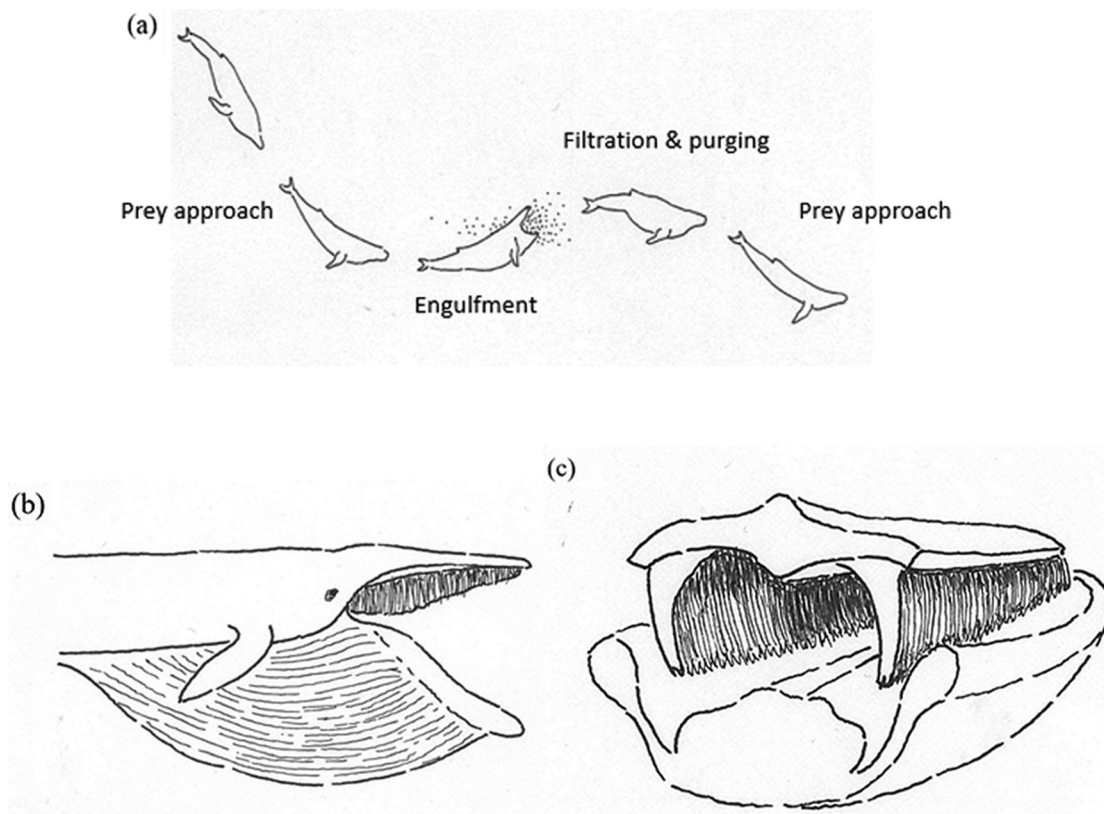 (a)
Filtration & purging
Prey approach
Prey approach
Engulfment
(b)
(c)